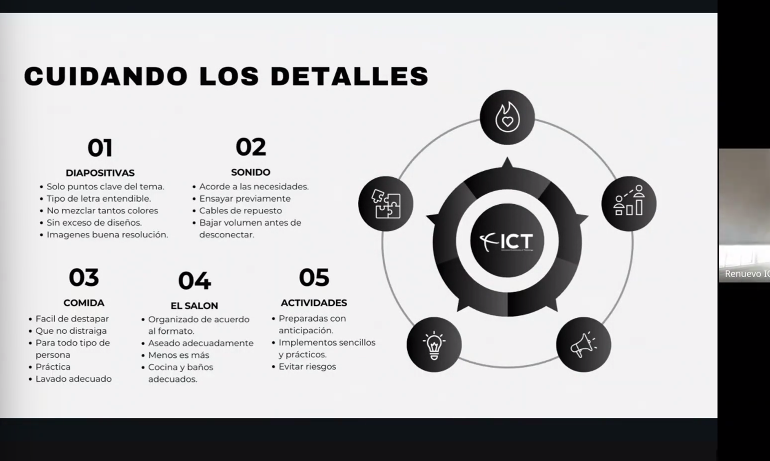 CUIDANDO LOS DETALLES
01
DIAPOSITIVAS
• Solo puntos clave del tema.
• Tipo de letra entendible.
• No mezclar tantos colores
• Sin exceso de diseños.
• Imagenes buena resolución.
02
SONIDO
• Acorde a las necesidades.
• Ensayar previamente
• Cables de repuesto
• Bajar volumen antes de
desconectar.
03
COMIDA
• Facil de destapar
• Que no distraiga
• Para todo tipo de
persona
• Práctica
• Lavado adecuado
04
EL SALON
• Organizado de acuerdo
al formato.
• Aseado adecuadamente
• Menos es más
• Cocina y baños
adecuados.
05
ACTIVIDADES
• Preparadas con
anticipación.
• Implementos sencillos
y prácticos.
• Evitar riesgos
ICT
Renuevo